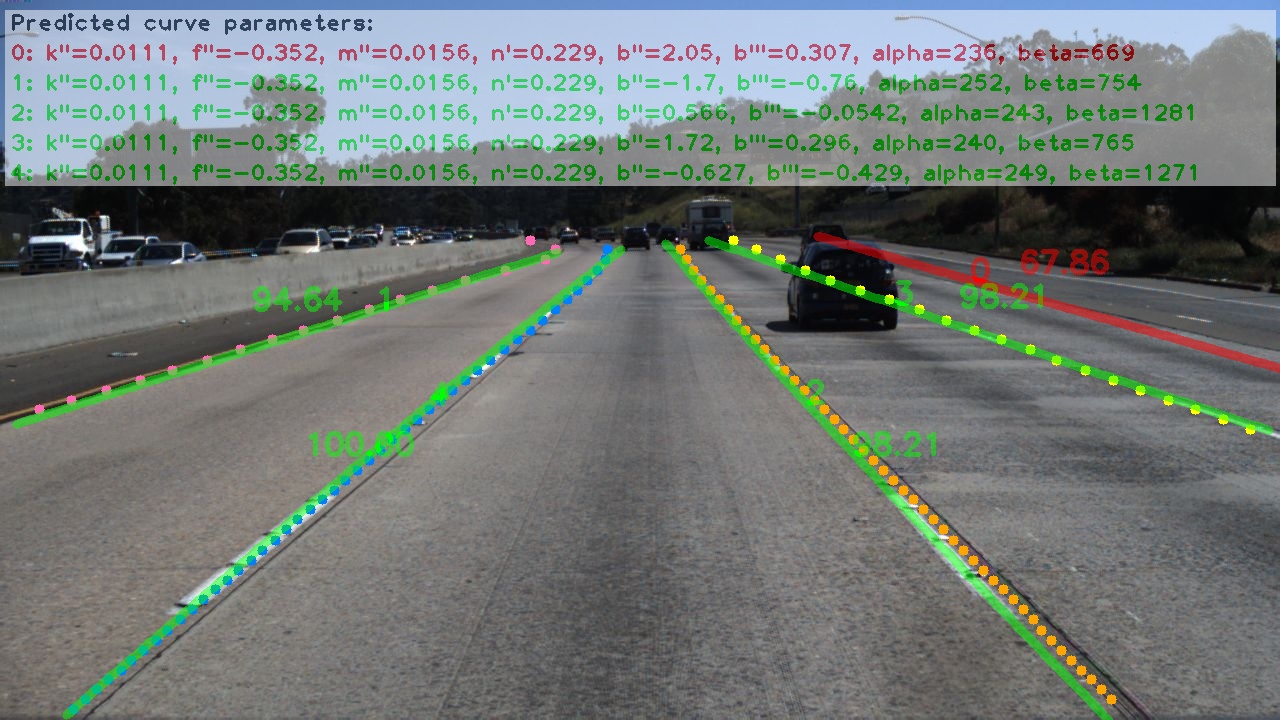 Predicted curve parameters:
0: k''=0.0111, f''=-0.352, m''=0.0156, n'=0.229, b''=2.05, b'''=0.307, alpha=236, beta=669
1: k''=0.0111, f''=-0.352, m''=0.0156, n'=0.229, b''=-1.7, b'''=-0.76, alpha=252, beta=754
2: k''=0.0111, f''=-0.352, m''=0.0156, n'=0.229, b''=0.566, b'''=-0.0542, alpha=243, beta=1281
3: k''=0.0111, f''=-0.352, m''=0.0156, n'=0.229, b''=1.72, b'''=0.296, alpha=240, beta=765
4: k''=0.0111, f''=-0.352, m''=0.0156, n'=0.229, b''=-0.627, b'''=-0.429, alpha=249, beta=1271
0 67.86
94.64 1
3 98.21
2
98.21